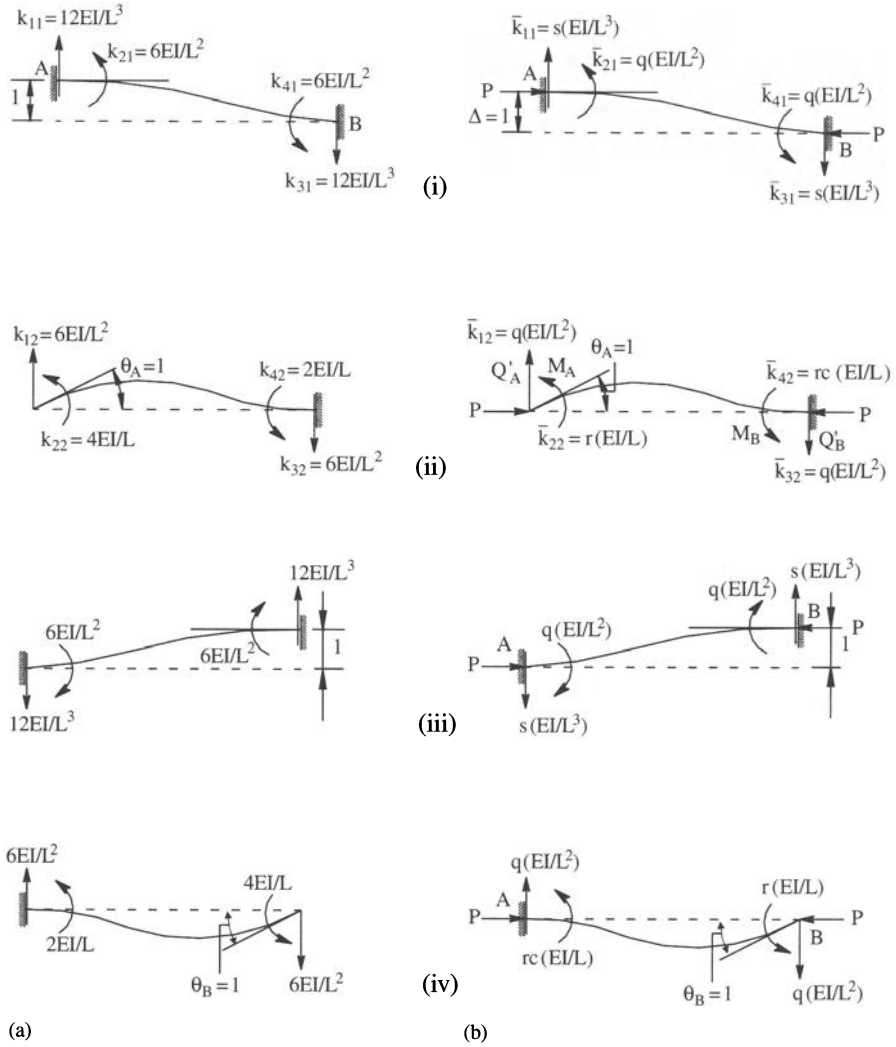 k₁₁ = 12EI/L³
k₂₁ = 6EI/L²
A
1
k₄₁ = 6EI/L²
B
k₃₁ = 12EI/L³
(i)
k̄₁₁ = s(EI/L³)
k̄₂₁ = q(EI/L²)
P
A
Δ = 1
k̄₄₁ = q(EI/L²)
P
B
k̄₃₁ = s(EI/L³)
k₁₂ = 6EI/L²
θA = 1
k₄₂ = 2EI/L
k₂₂ = 4EI/L
k₃₂ = 6EI/L²
(ii)
k̄₁₂ = q(EI/L²)
θA = 1
Q'A
MA
k̄₄₂ = rc (EI/L)
P
P
k̄₂₂ = r(EI/L)
MB
Q'B
k̄₃₂ = q(EI/L²)
12EI/L³
6EI/L²
6EI/L²
1
12EI/L³
(iii)
s(EI/L³)
q(EI/L²)
B
P
A
q(EI/L²)
1
P
s(EI/L³)
6EI/L²
4EI/L
2EI/L
θB = 1
6EI/L²
(iv)
q(EI/L²)
r(EI/L)
P
A
P
B
rc (EI/L)
θB = 1
q(EI/L²)
(a)
(b)